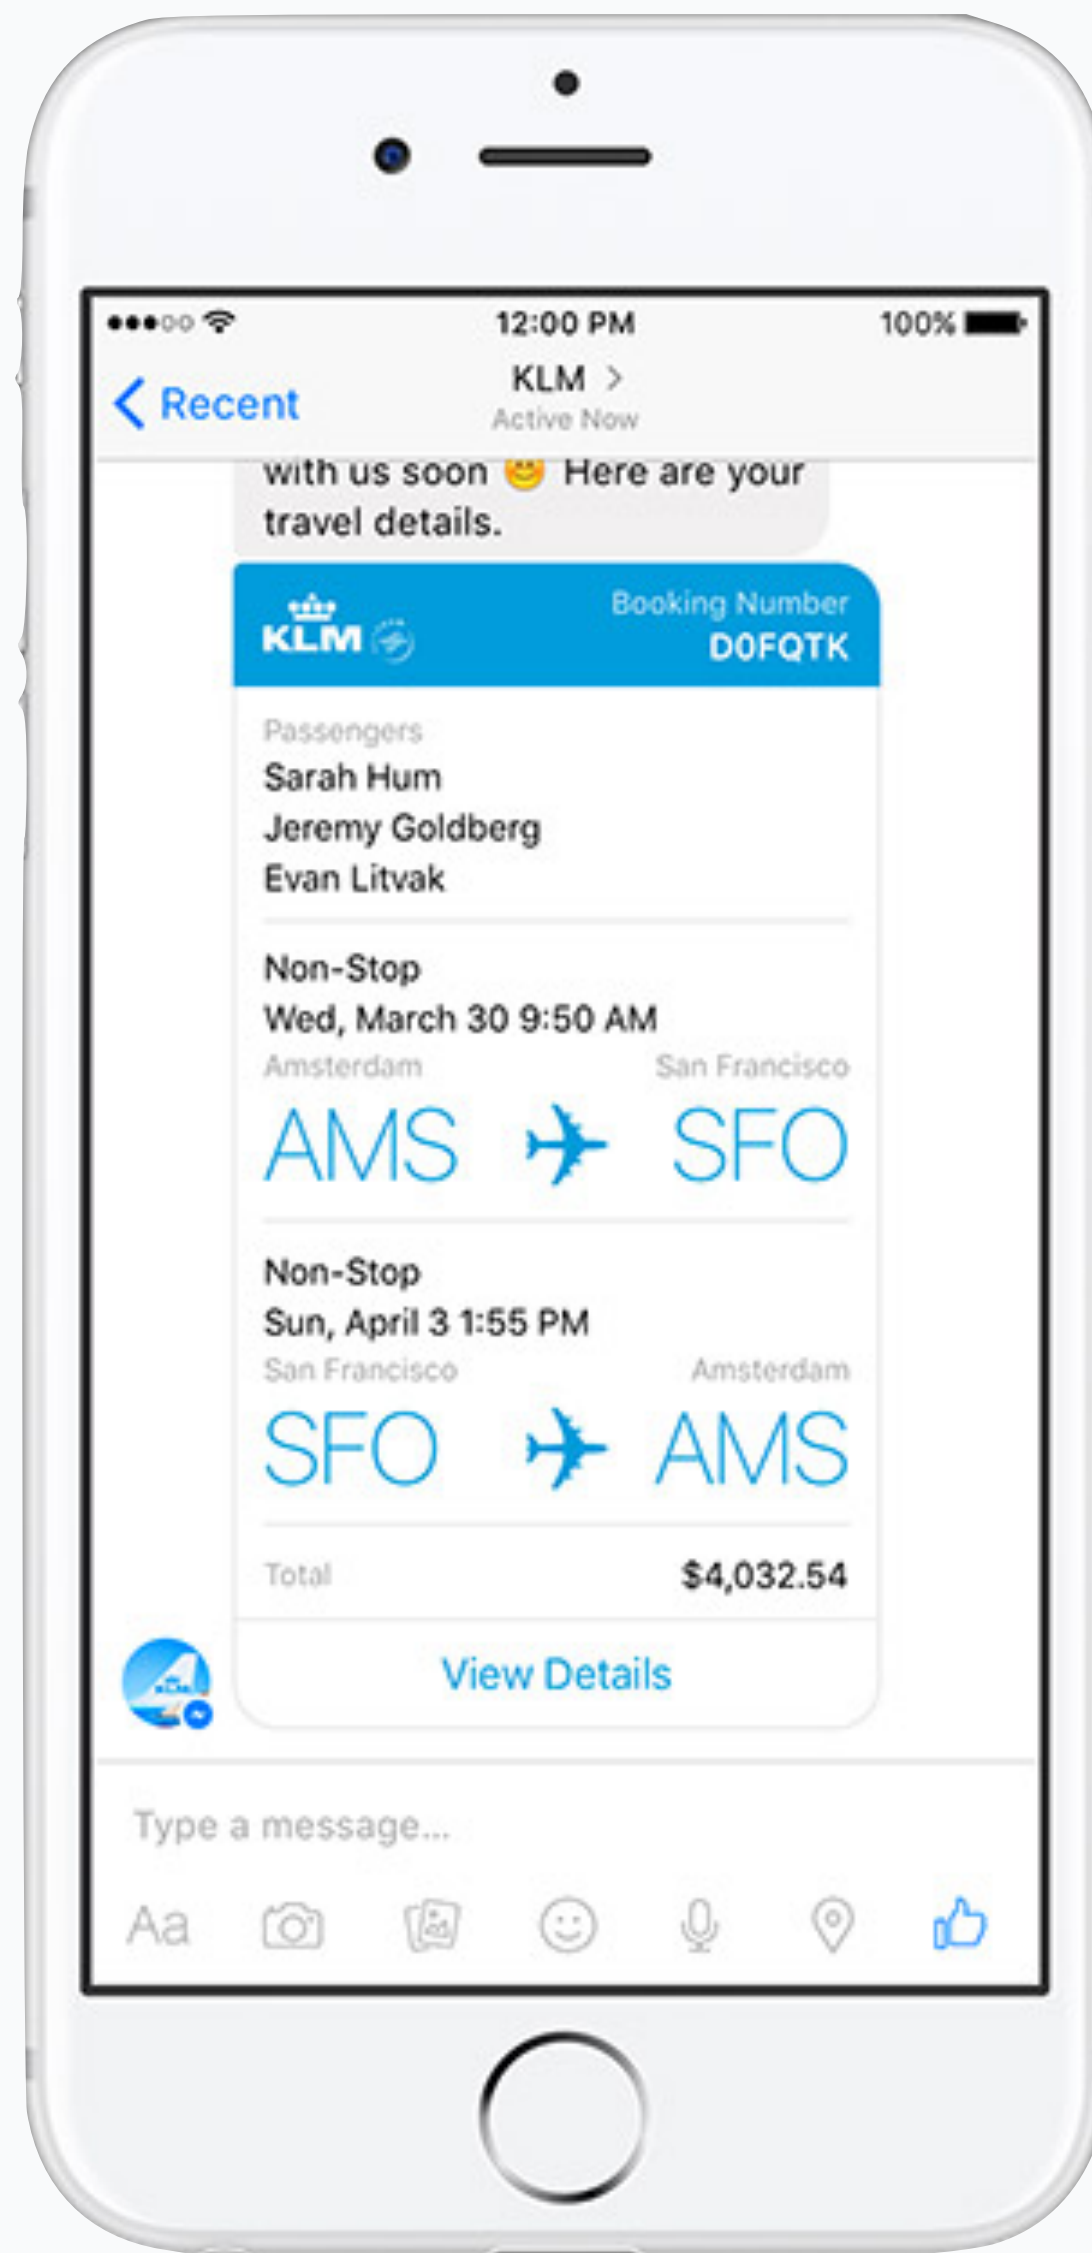 12:00 PM
100%
Recent
KLM >
Active Now
with us soon 😊 Here are your
travel details.
KLM
Booking Number
D0FQTK
Passengers
Sarah Hum
Jeremy Goldberg
Evan Litvak
Non-Stop
Wed, March 30 9:50 AM
Amsterdam San Francisco
AMS SFO
Non-Stop
Sun, April 3 1:55 PM
San Francisco Amsterdam
SFO AMS
Total $4,032.54
View Details
KLM
Type a message...
Aa